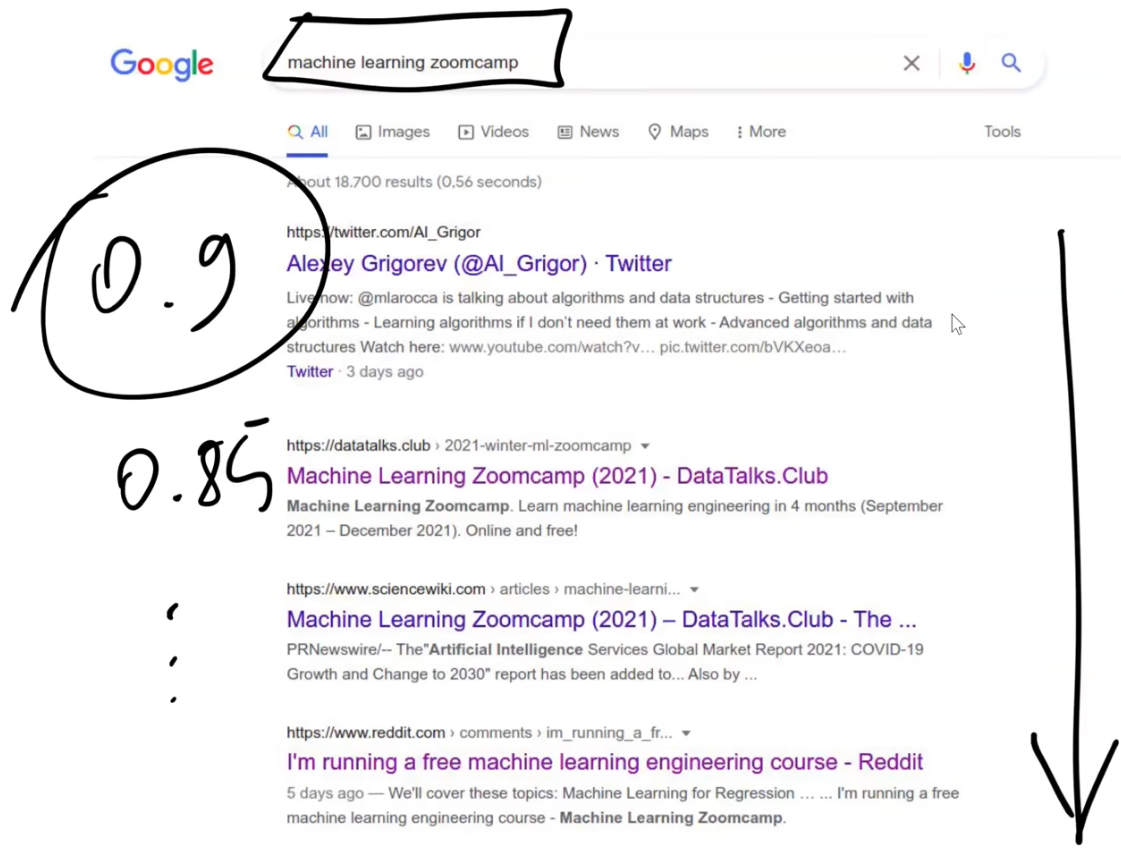 Google
machine learning zoomcamp
All Images Videos News Maps More Tools
About 18.700 results (0,56 seconds)
0.9
https://twitter.com/Al_Grigor
Alexey Grigorev (@Al_Grigor) · Twitter
Live now: @mlarocca is talking about algorithms and data structures - Getting started with
algorithms - Learning algorithms if I don't need them at work - Advanced algorithms and data
structures Watch here: www.youtube.com/watch?v… pic.twitter.com/bVKXeoa…
Twitter · 3 days ago
0.85
https://datatalks.club › 2021-winter-ml-zoomcamp
Machine Learning Zoomcamp (2021) - DataTalks.Club
Machine Learning Zoomcamp. Learn machine learning engineering in 4 months (September
2021 – December 2021). Online and free!
https://www.sciencewiki.com › articles › machine-learni...
Machine Learning Zoomcamp (2021) – DataTalks.Club - The ...
PRNewswire/-- The"Artificial Intelligence Services Global Market Report 2021: COVID-19
Growth and Change to 2030" report has been added to... Also by ...
https://www.reddit.com › comments › im_running_a_fr...
I'm running a free machine learning engineering course - Reddit
5 days ago — We'll cover these topics: Machine Learning for Regression … ... I'm running a free
machine learning engineering course - Machine Learning Zoomcamp.